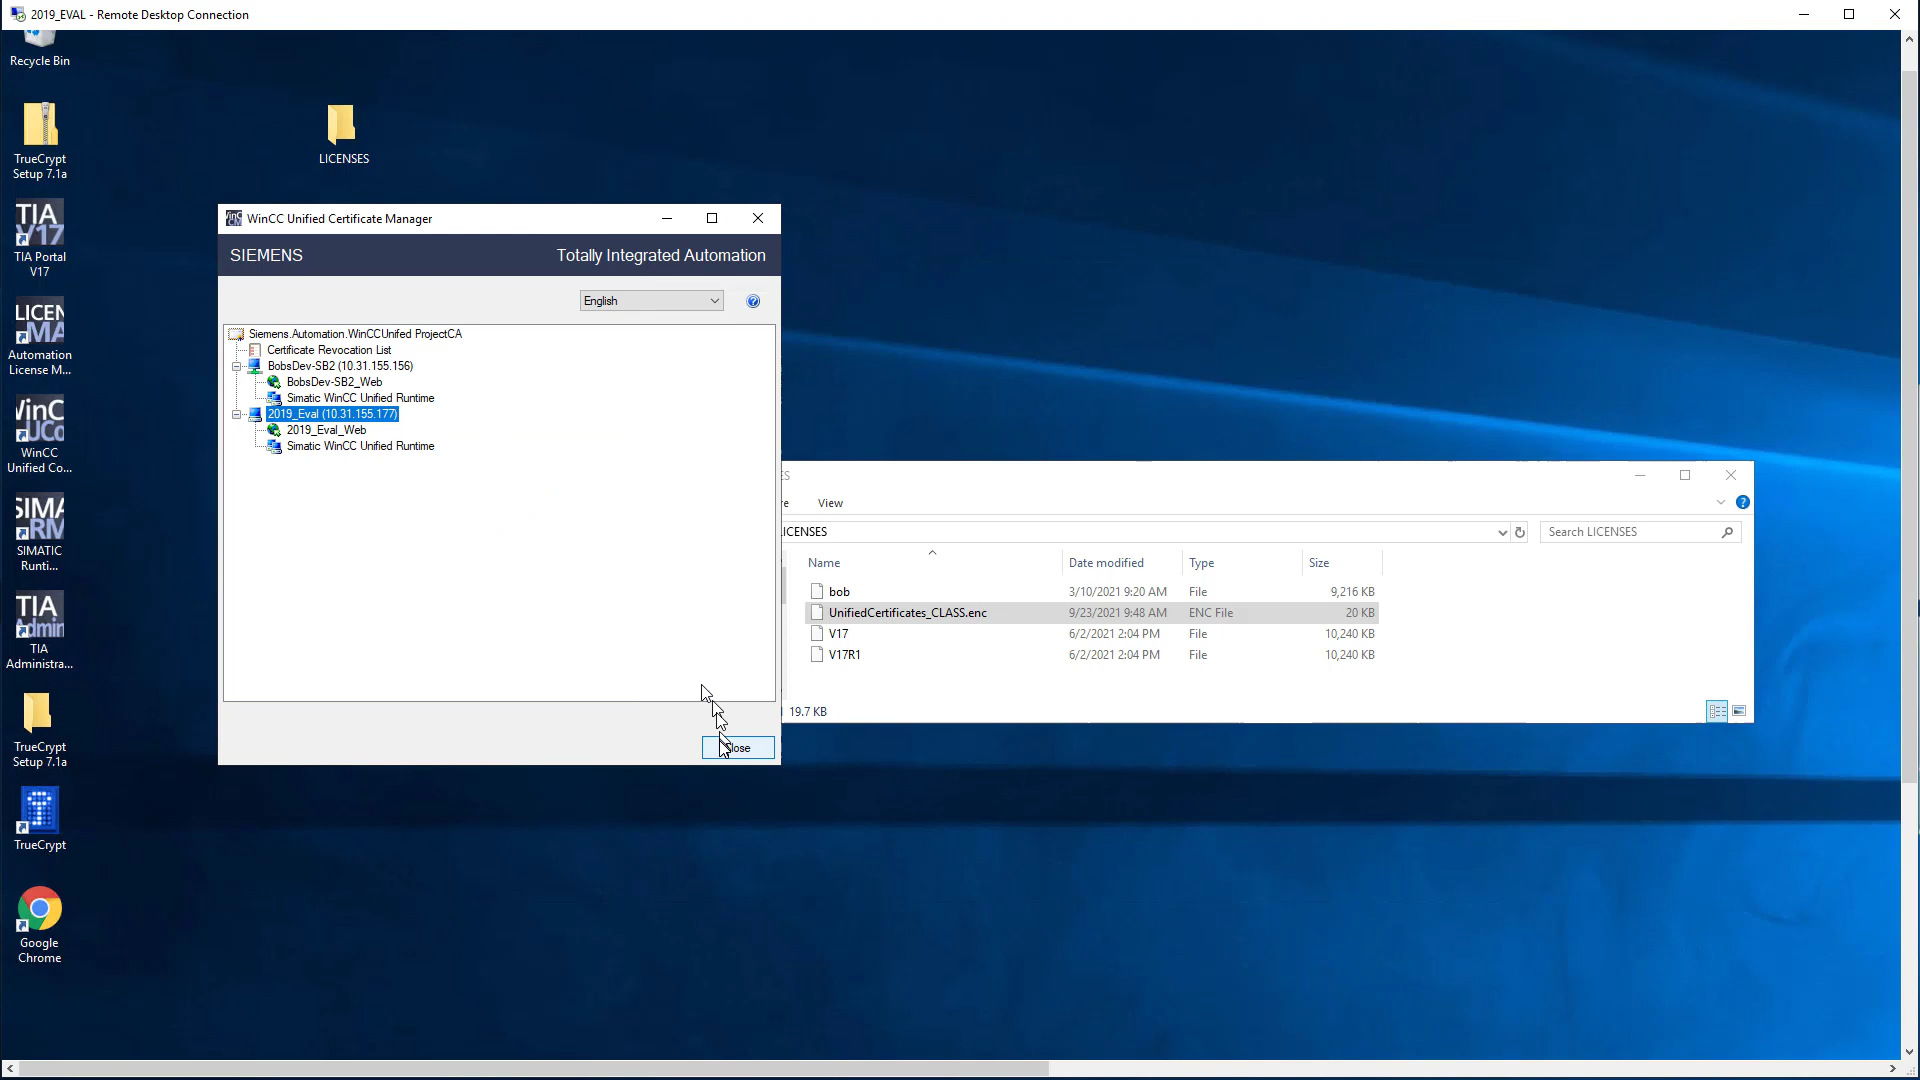 2019_EVAL - Remote Desktop Connection
Recycle Bin
TrueCrypt
Setup 7.1a
TIA
V17
TIA Portal
V17
LICEN
MA
Automation
License M...
WinC
UCo
WinCC
Unified Co...
SIMA
RM
SIMATIC
Runti...
TIA
Admin
TIA
Administra...
TrueCrypt
Setup 7.1a
TrueCrypt
Google
Chrome
LICENSES
WinCC Unified Certificate Manager
SIEMENS
Totally Integrated Automation
English
Siemens.Automation.WinCCUnifed ProjectCA
Certificate Revocation List
BobsDev-SB2 (10.31.155.156)
BobsDev-SB2_Web
Simatic WinCC Unified Runtime
2019_Eval (10.31.155.177)
2019_Eval_Web
Simatic WinCC Unified Runtime
View
ICENSES
Search LICENSES
Name Date modified Type Size
bob 3/10/2021 9:20 AM File 9,216 KB
UnifiedCertificates_CLASS.enc 9/23/2021 9:48 AM ENC File 20 KB
V17 6/2/2021 2:04 PM File 10,240 KB
V17R1 6/2/2021 2:04 PM File 10,240 KB
19.7 KB